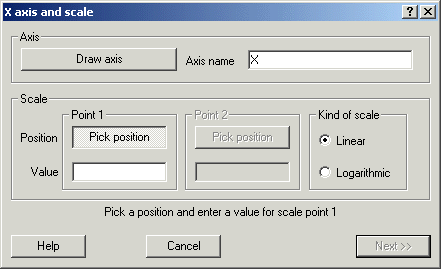 X axis and scale
Axis
Draw axis Axis name X
Scale
Point 1 Point 2 Kind of scale
Position Pick position Pick position Linear
Value Logarithmic
Pick a position and enter a value for scale point 1
Help Cancel Next >>